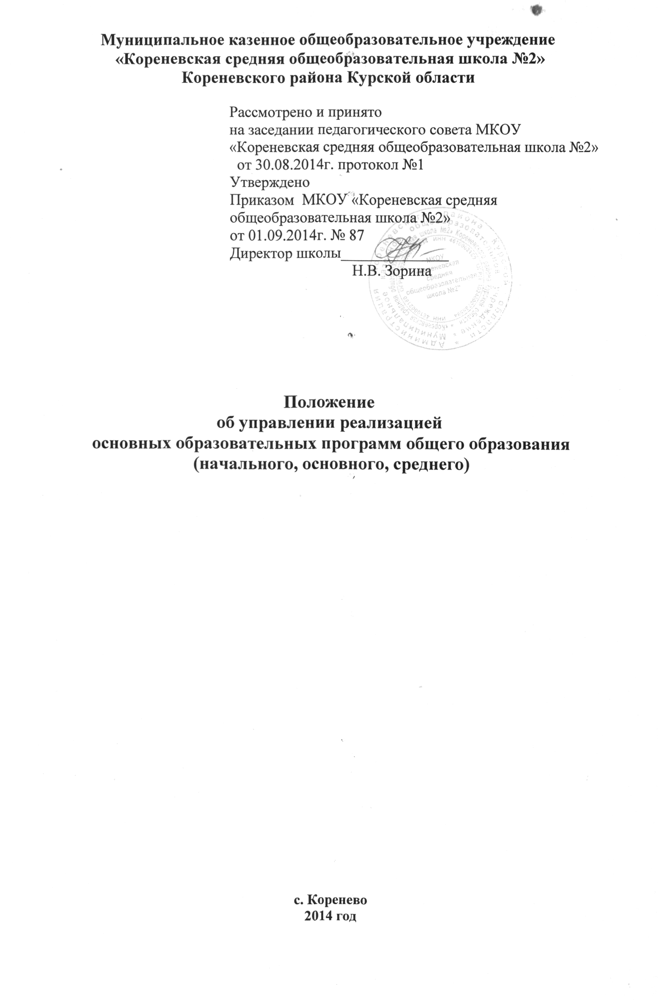 Муниципальное казенное общеобразовательное учреждение
«Кореневская средняя общеобразовательная школа №2»
Кореневского района Курской области
Рассмотрено и принято
на заседании педагогического совета МКОУ
«Кореневская средняя общеобразовательная школа №2»
от 30.08.2014г. протокол №1
Утверждено
Приказом МКОУ «Кореневская средняя
общеобразовательная школа №2»
от 01.09.2014г. № 87
Директор школы______________
Н.В. Зорина
МКОУ
средняя
общеобразовательная
школа №2"
Положение
об управлении реализацией
основных образовательных программ общего образования
(начального, основного, среднего)
с. Коренево
2014 год